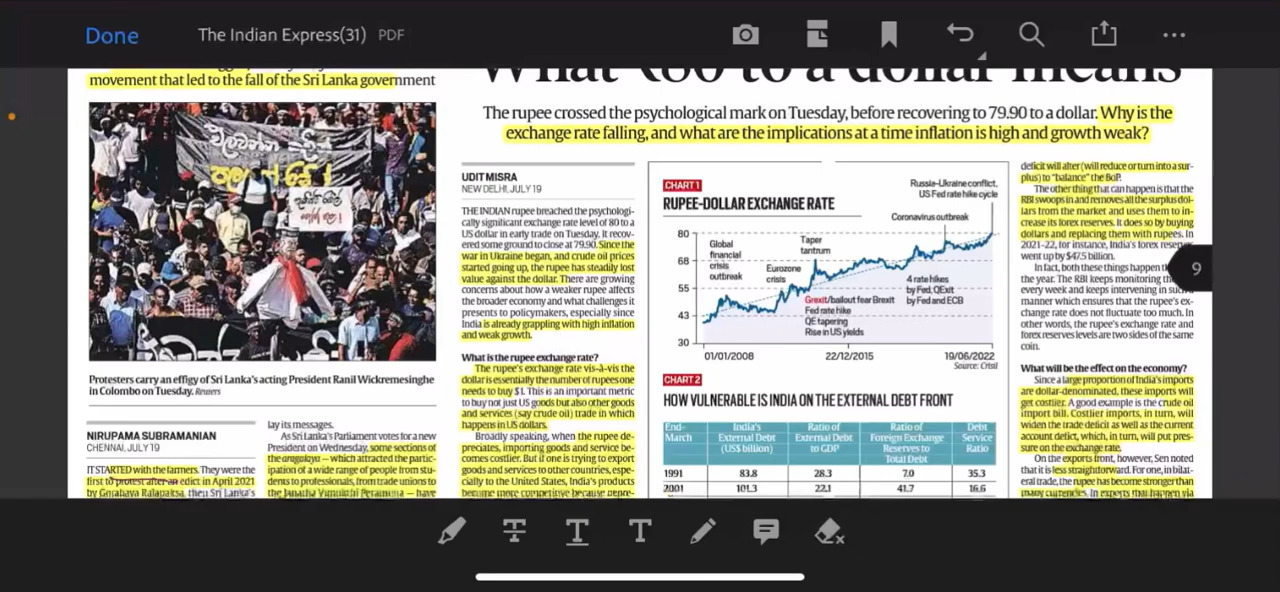 Done
The Indian Express(31) PDF
movement that led to the fall of the Sri Lanka government
What ₹80 to a dollar means
The rupee crossed the psychological mark on Tuesday, before recovering to 79.90 to a dollar. Why is the
exchange rate falling, and what are the implications at a time inflation is high and growth weak?
Protesters carry an effigy of Sri Lanka's acting President Ranil Wickremesinghe
in Colombo on Tuesday. Reuters
NIRUPAMA SUBRAMANIAN
CHENNAI, JULY 19
IT STARTED with the farmers. They were the
first to protest after an edict in April 2021
by Gotabaya Rajapaksa, then Sri Lanka's
lay its messages.
As Sri Lanka's Parliament votes for a new
President on Wednesday, some sections of
the aragalaya — which attracted the partic-
ipation of a wide range of people from stu-
dents to professionals, from trade unions to
the Janatha Vimukthi Peramuna — have
UDIT MISRA
NEW DELHI, JULY 19
THE INDIAN rupee breached the psychologi-
cally significant exchange rate level of 80 to a
US dollar in early trade on Tuesday. It recov-
ered some ground to close at 79.90. Since the
war in Ukraine began, and crude oil prices
started going up, the rupee has steadily lost
value against the dollar. There are growing
concerns about how a weaker rupee affects
the broader economy and what challenges it
presents to policymakers, especially since
India is already grappling with high inflation
and weak growth.
What is the rupee exchange rate?
The rupee's exchange rate vis-à-vis the
dollar is essentially the number of rupees one
needs to buy $1. This is an important metric
to buy not just US goods but also other goods
and services (say crude oil) trade in which
happens in US dollars.
Broadly speaking, when the rupee de-
preciates, importing goods and service be-
comes costlier. But if one is trying to export
goods and services to other countries, espe-
cially to the United States, India's products
become more competitive because depre-
CHART 1
RUPEE-DOLLAR EXCHANGE RATE
Russia-Ukraine conflict,
US Fed rate hike cycle
Coronavirus outbreak
80
68
55
43
30
Global
financial
crisis
outbreak
Eurozone
crisis
Taper
tantrum
Grexit/bailout fear Brexit
Fed rate hike
QE tapering
Rise in US yields
4 rate hikes
by Fed, QExit
by Fed and ECB
01/01/2008 22/12/2015 19/06/2022
Source: Crisil
CHART 2
HOW VULNERABLE IS INDIA ON THE EXTERNAL DEBT FRONT
End-March India's External Debt (US$ billion) Ratio of External Debt to GDP Ratio of Foreign Exchange Reserves to Total Debt Debt Service Ratio
1991 83.8 28.3 7.0 35.3
2001 101.3 22.1 41.7 16.6
deficit will alter (will reduce or turn into a sur-
plus) to "balance" the BoP.
The other thing that can happen is that the
RBI swoops in and removes all the surplus dol-
lars from the market and uses them to in-
crease its forex reserves. It does so by buying
dollars and replacing them with rupees. In
2021-22, for instance, India's forex reserves
went up by $47.5 billion.
In fact, both these things happen
the year. The RBI keeps monitoring
every week and keeps intervening in such
manner which ensures that the rupee's ex-
change rate does not fluctuate too much. In
other words, the rupee's exchange rate and
forex reserves levels are two sides of the same
coin.
What will be the effect on the economy?
Since a large proportion of India's imports
are dollar-denominated, these imports will
get costlier. A good example is the crude oil
import bill. Costlier imports, in turn, will
widen the trade deficit as well as the current
account deficit, which, in turn, will put pres-
sure on the exchange rate.
On the exports front, however, Sen noted
that it is less straightforward. For one, in bilat-
eral trade, the rupee has become stronger than
many currencies. In exports that happen via
9